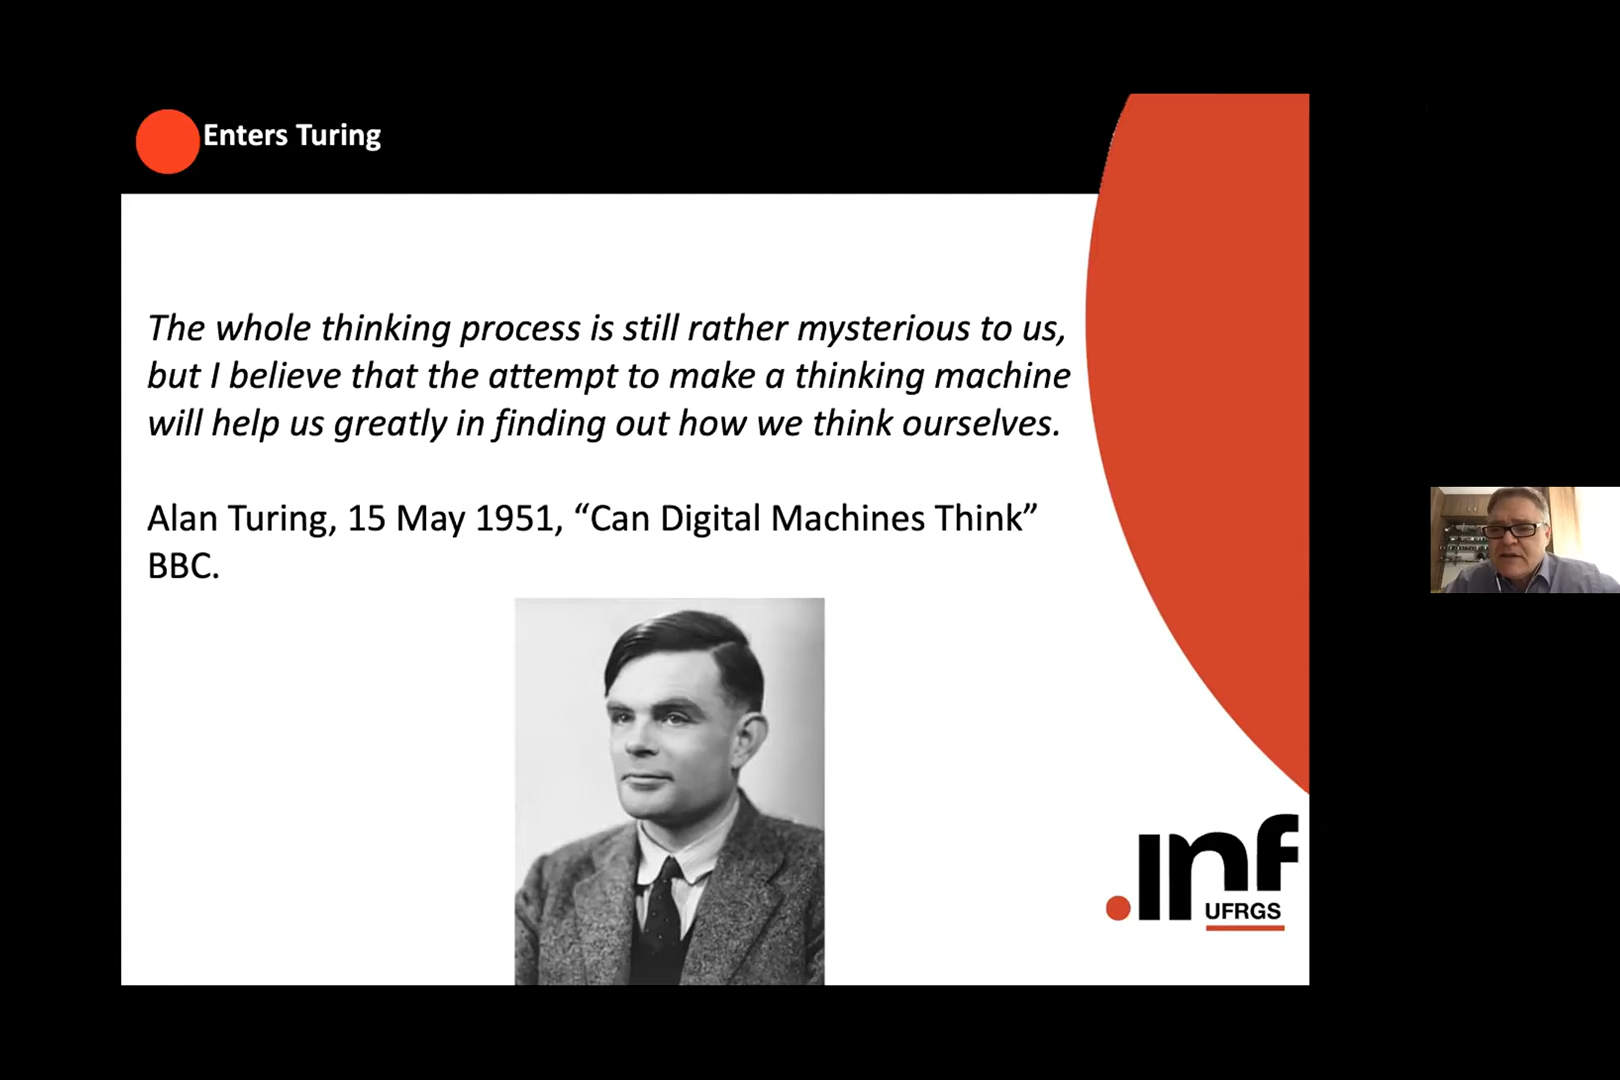 Enters Turing
The whole thinking process is still rather mysterious to us,
but I believe that the attempt to make a thinking machine
will help us greatly in finding out how we think ourselves.
Alan Turing, 15 May 1951, “Can Digital Machines Think”
BBC.
.ınf
UFRGS